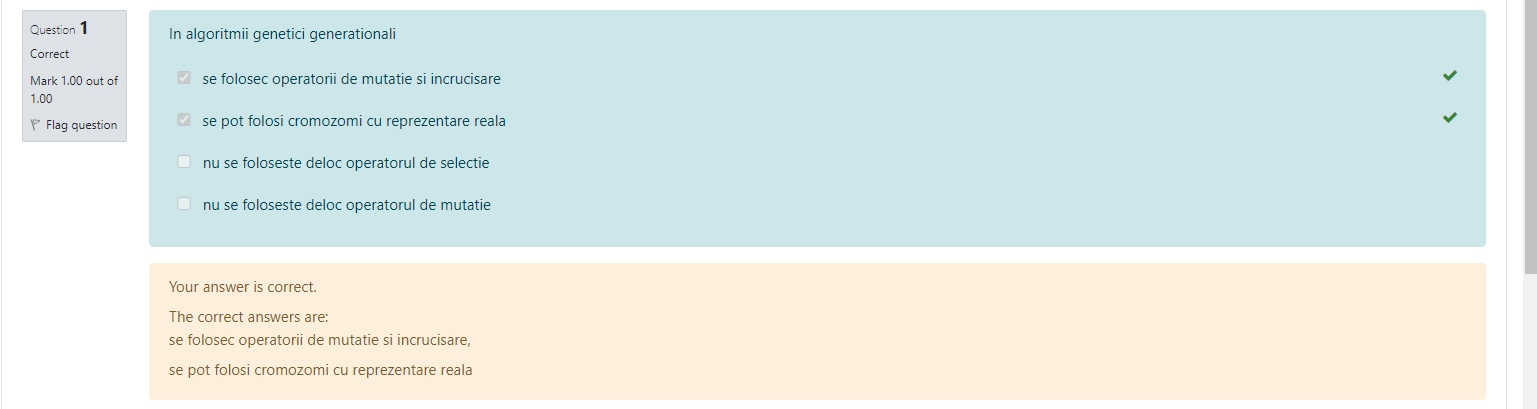 Question 1
Correct
Mark 1.00 out of
1.00
Flag question
In algoritmii genetici generationali
se folosec operatorii de mutatie si incrucisare
se pot folosi cromozomi cu reprezentare reala
nu se foloseste deloc operatorul de selectie
nu se foloseste deloc operatorul de mutatie
Your answer is correct.
The correct answers are:
se folosec operatorii de mutatie si incrucisare,
se pot folosi cromozomi cu reprezentare reala